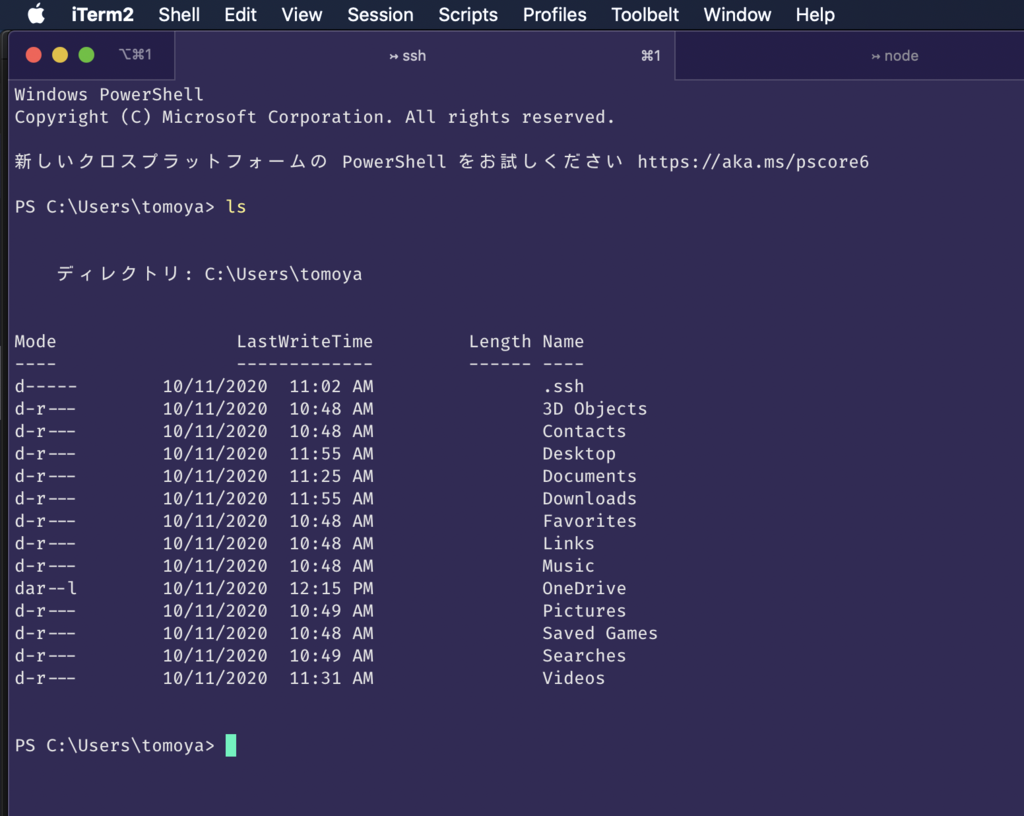 iTerm2 Shell Edit View Session Scripts Profiles Toolbelt Window Help
⌥⌘1 ↣ ssh ⌘1 ↣ node
Windows PowerShell
Copyright (C) Microsoft Corporation. All rights reserved.
新しいクロスプラットフォームの PowerShell をお試しください https://aka.ms/pscore6
PS C:\Users\tomoya> ls
ディレクトリ: C:\Users\tomoya
Mode LastWriteTime Length Name
---- ------------- ------ ----
d----- 10/11/2020 11:02 AM .ssh
d-r--- 10/11/2020 10:48 AM 3D Objects
d-r--- 10/11/2020 10:48 AM Contacts
d-r--- 10/11/2020 11:55 AM Desktop
d-r--- 10/11/2020 11:25 AM Documents
d-r--- 10/11/2020 11:55 AM Downloads
d-r--- 10/11/2020 10:48 AM Favorites
d-r--- 10/11/2020 10:48 AM Links
d-r--- 10/11/2020 10:48 AM Music
dar--l 10/11/2020 12:15 PM OneDrive
d-r--- 10/11/2020 10:49 AM Pictures
d-r--- 10/11/2020 10:48 AM Saved Games
d-r--- 10/11/2020 10:49 AM Searches
d-r--- 10/11/2020 11:31 AM Videos
PS C:\Users\tomoya>